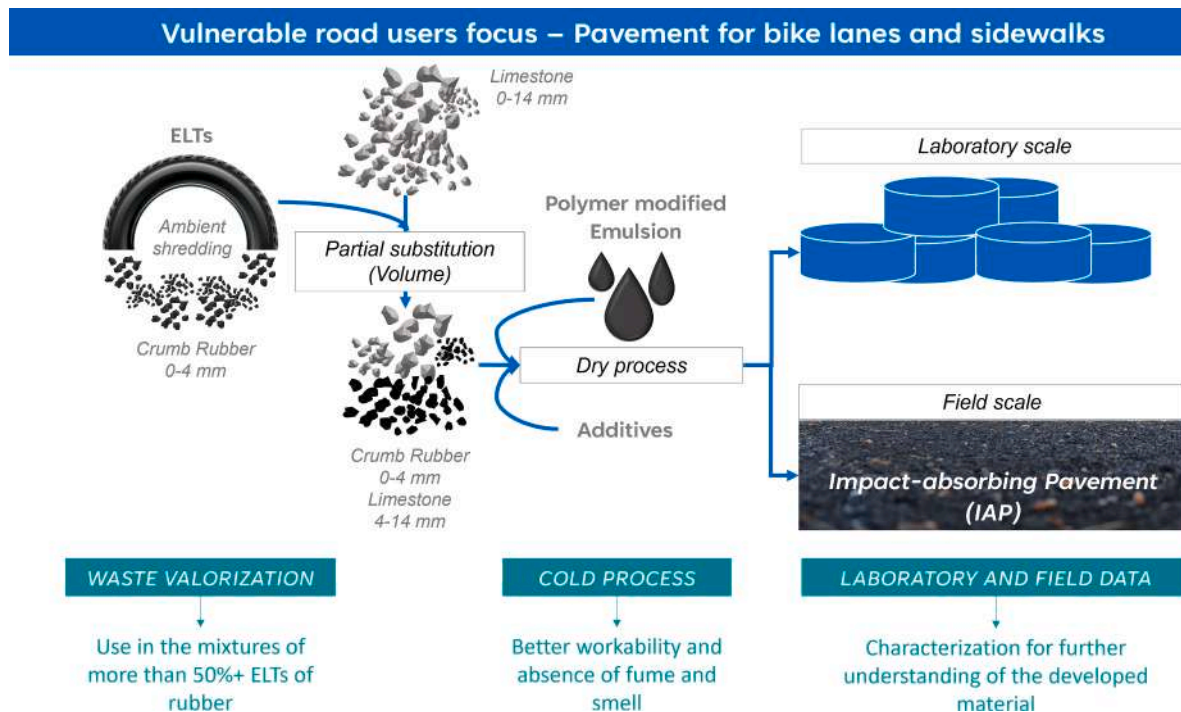 Vulnerable road users focus – Pavement for bike lanes and sidewalks
Limestone
0-14 mm
ELTs
Ambient
shredding
Crumb Rubber
0-4 mm
Partial substitution
(Volume)
Crumb Rubber
0-4 mm
Limestone
4-14 mm
Polymer modified
Emulsion
Dry process
Additives
Laboratory scale
Field scale
Impact-absorbing Pavement
(IAP)
WASTE VALORIZATION
Use in the mixtures of
more than 50%+ ELTs of
rubber
COLD PROCESS
Better workability and
absence of fume and
smell
LABORATORY AND FIELD DATA
Characterization for further
understanding of the developed
material